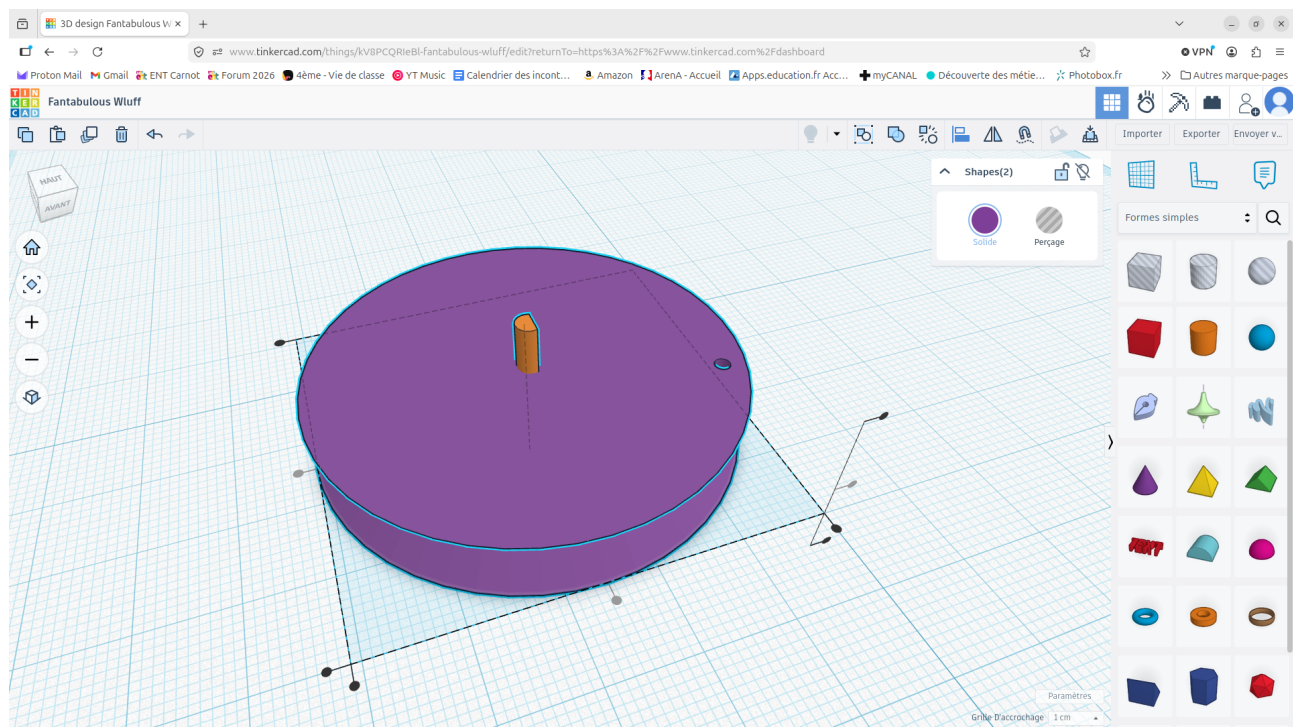 3D design Fantabulous W
www.tinkercad.com/things/kV8PCQRIeBl-fantabulous-wluff/edit?returnTo=https%3A%2F%2Fwww.tinkercad.com%2Fdashboard
VPN
Proton Mail Gmail ENT Carnot Forum 2026 4ème - Vie de classe YT Music Calendrier des incont… Amazon ArenA - Accueil Apps.education.fr Acc… myCANAL Découverte des métie… Photobox.fr Autres marque-pages
TIN
KER
CAD
Fantabulous Wluff
Importer Exporter Envoyer v…
HAUT
AVANT
Shapes(2)
Solide Perçage
Formes simples
TEXT
Paramètres
Grille D'accrochage 1 cm